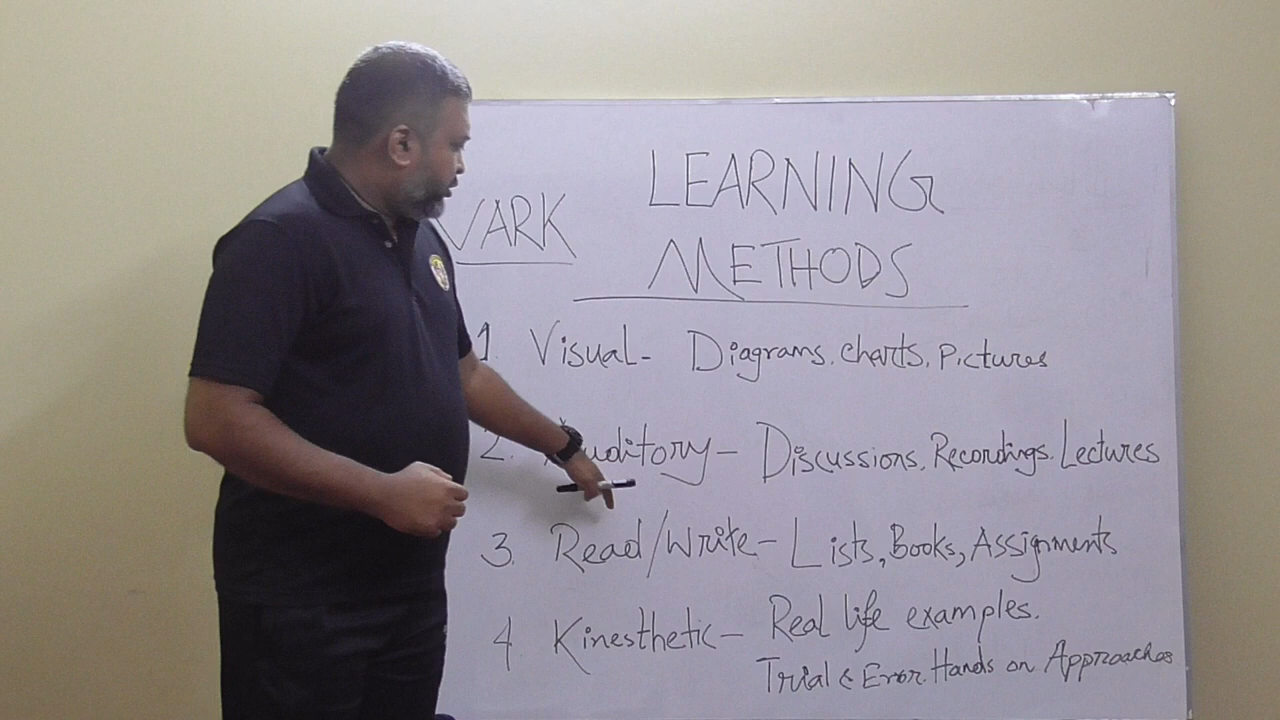 LEARNING
VARK
METHODS
1. Visual- Diagrams, Charts, Pictures
2. Auditory- Discussions, Recordings. Lectures
3. Read/Write- Lists, Books, Assignments
4. Kinesthetic- Real life examples.
Trial & Error. Hands on Approaches